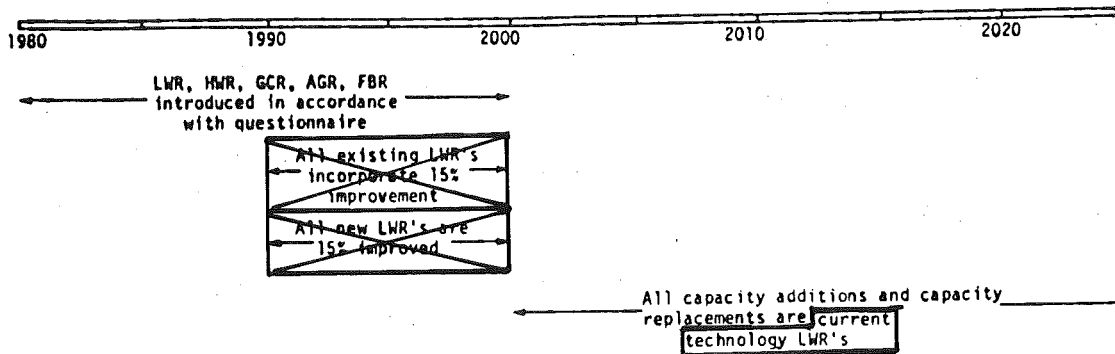 1980 1990 2000 2010 2020
LWR, HWR, GCR, AGR, FBR
introduced in accordance
with questionnaire
All existing LWR's
incorporate 15%
improvement
All new LWR's are
15% improved
All capacity additions and capacity
replacements are current
technology LWR's